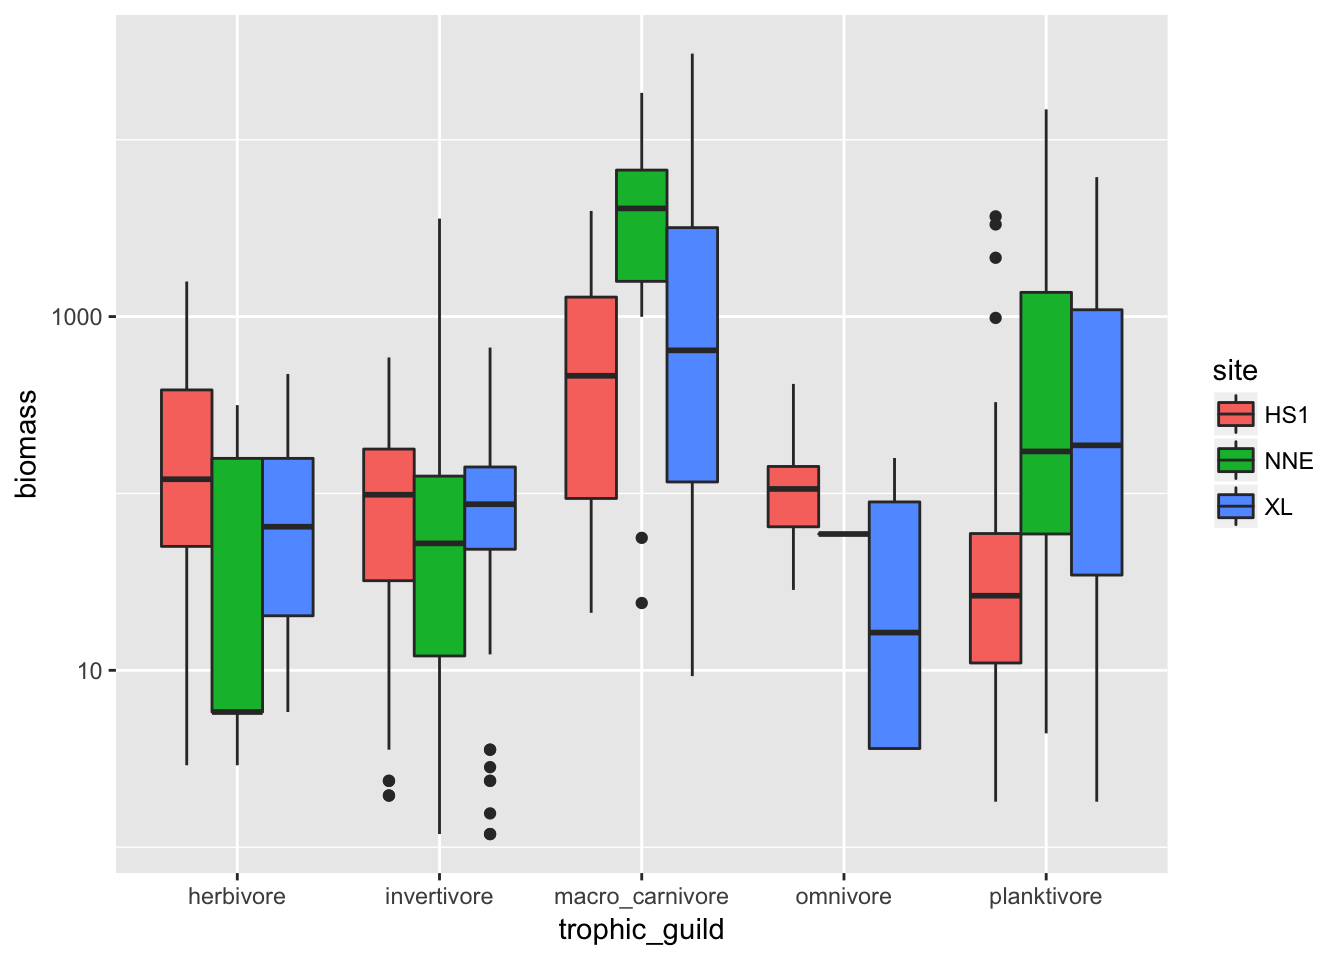 biomass
1000
10
herbivore
invertivore
macro_carnivore
omnivore
planktivore
trophic_guild
site
HS1
NNE
XL